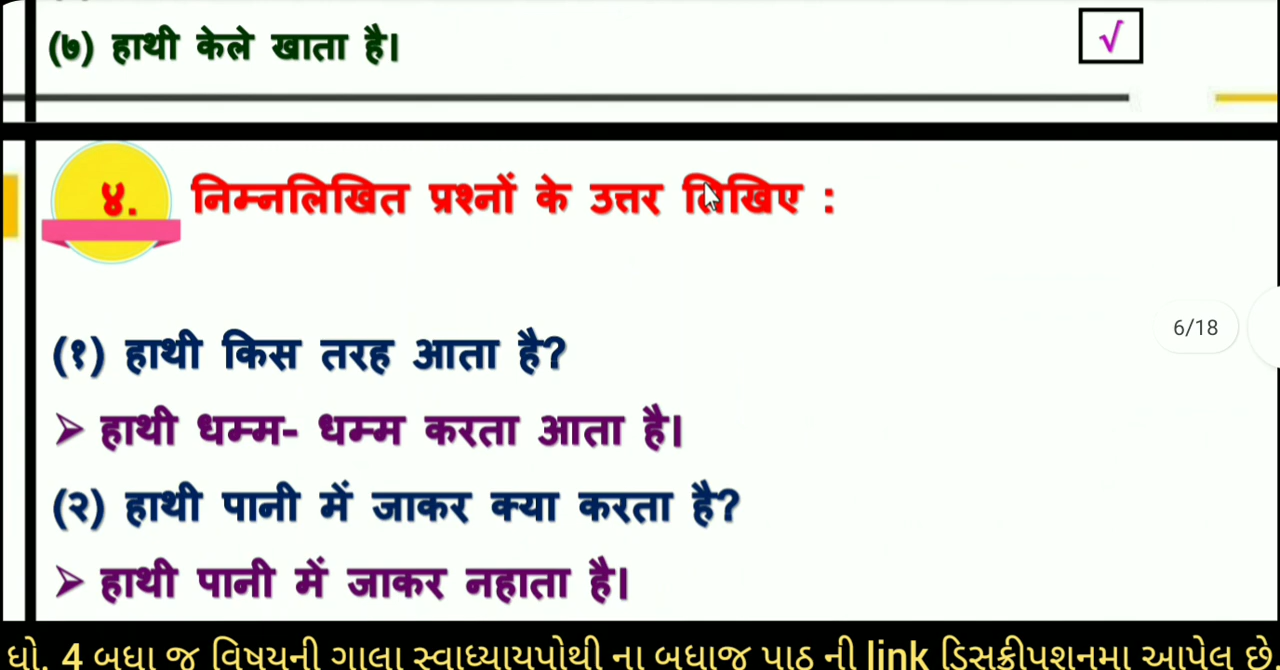 (७) हाथी केले खाता है।
√
४. निम्नलिखित प्रश्नों के उत्तर लिखिए :
6/18
(१) हाथी किस तरह आता है?
➢ हाथी धम्म- धम्म करता आता है।
(२) हाथी पानी में जाकर क्या करता है?
➢ हाथी पानी में जाकर नहाता है।
ધો. 4 બધા જ વિષયની ગાલા સ્વાધ્યાયપોથી ના બધાજ પાઠ ની link ડિસક્રીપશનમા આપેલ છે